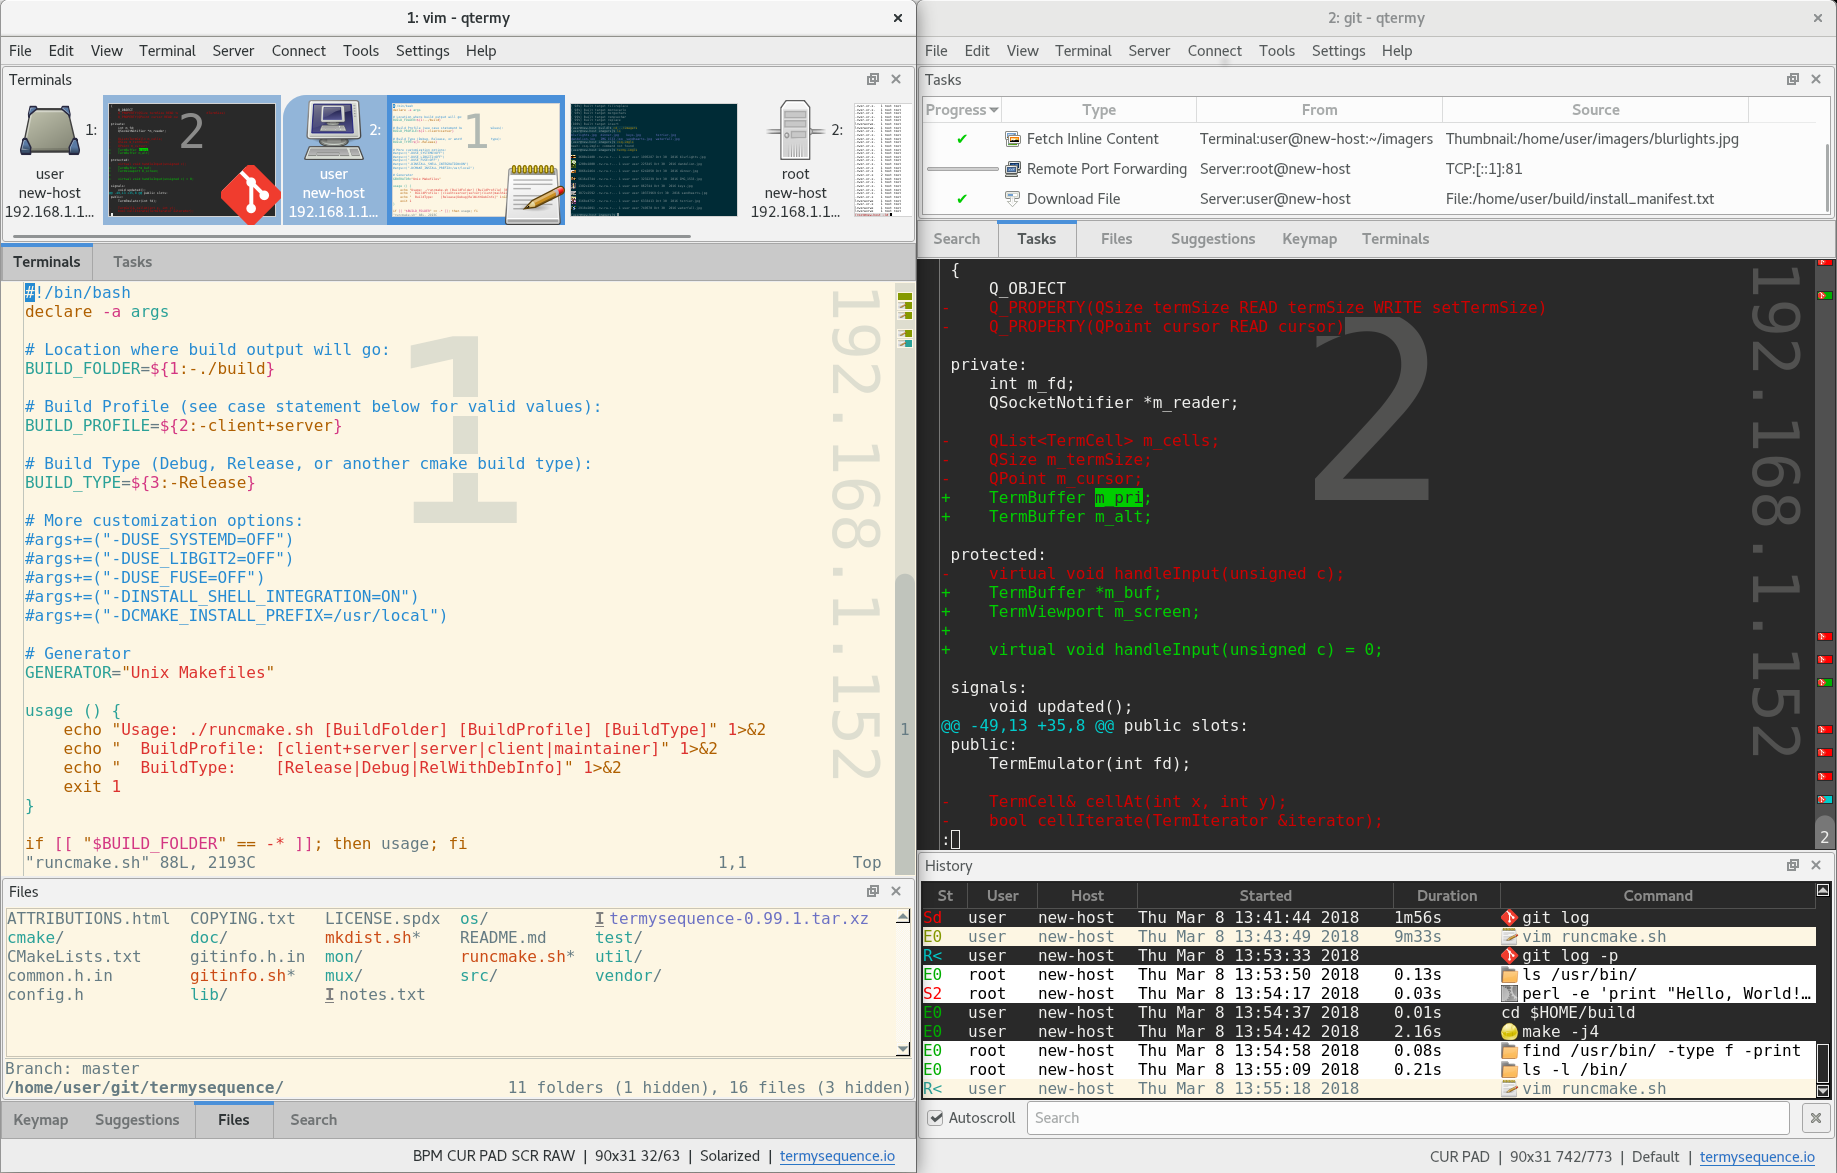 1: vim - qtermy
File Edit View Terminal Server Connect Tools Settings Help
Terminals
user
new-host
192.168.1.1...
1:
2
user
new-host
192.168.1.1...
2:
1
root
new-host
192.168.1.1...
2:
Terminals Tasks
#!/bin/bash
declare -a args
# Location where build output will go:
BUILD_FOLDER=${1:-./build}
# Build Profile (see case statement below for valid values):
BUILD_PROFILE=${2:-client+server}
# Build Type (Debug, Release, or another cmake build type):
BUILD_TYPE=${3:-Release}
# More customization options:
#args+=("-DUSE_SYSTEMD=OFF")
#args+=("-DUSE_LIBGIT2=OFF")
#args+=("-DUSE_FUSE=OFF")
#args+=("-DINSTALL_SHELL_INTEGRATION=ON")
#args+=("-DCMAKE_INSTALL_PREFIX=/usr/local")
# Generator
GENERATOR="Unix Makefiles"
usage () {
    echo "Usage: ./runcmake.sh [BuildFolder] [BuildProfile] [BuildType]" 1>&2
    echo "  BuildProfile: [client+server|server|client|maintainer]" 1>&2
    echo "  BuildType:    [Release|Debug|RelWithDebInfo]" 1>&2
    exit 1
}
if [[ "$BUILD_FOLDER" == -* ]]; then usage; fi
"runcmake.sh" 88L, 2193C 1,1 Top
1
192.168.1.152
1
Files
ATTRIBUTIONS.html COPYING.txt LICENSE.spdx os/ I termysequence-0.99.1.tar.xz
cmake/ doc/ mkdist.sh* README.md test/
CMakeLists.txt gitinfo.h.in mon/ runcmake.sh* util/
common.h.in gitinfo.sh* mux/ src/ vendor/
config.h lib/ I notes.txt
Branch: master
/home/user/git/termysequence/ 11 folders (1 hidden), 16 files (3 hidden)
Keymap Suggestions Files Search
BPM CUR PAD SCR RAW | 90x31 32/63 | Solarized | termysequence.io
2: git - qtermy
File Edit View Terminal Server Connect Tools Settings Help
Tasks
Progress Type From Source
✔ Fetch Inline Content Terminal:user@new-host:~/imagers Thumbnail:/home/user/imagers/blurlights.jpg
Remote Port Forwarding Server:root@new-host TCP:[::1]:81
✔ Download File Server:user@new-host File:/home/user/build/install_manifest.txt
Search Tasks Files Suggestions Keymap Terminals
 {
     Q_OBJECT
-    Q_PROPERTY(QSize termSize READ termSize WRITE setTermSize)
-    Q_PROPERTY(QPoint cursor READ cursor)
 private:
     int m_fd;
     QSocketNotifier *m_reader;
-    QList<TermCell> m_cells;
-    QSize m_termSize;
-    QPoint m_cursor;
+    TermBuffer m_pri;
+    TermBuffer m_alt;
 protected:
-    virtual void handleInput(unsigned c);
+    TermBuffer *m_buf;
+    TermViewport m_screen;
+
+    virtual void handleInput(unsigned c) = 0;
 signals:
     void updated();
@@ -49,13 +35,8 @@ public slots:
 public:
     TermEmulator(int fd);
-    TermCell& cellAt(int x, int y);
-    bool cellIterate(TermIterator &iterator);
:
2
192.168.1.152
2
History
St User Host Started Duration Command
Sd user new-host Thu Mar 8 13:41:44 2018 1m56s git log
E0 user new-host Thu Mar 8 13:43:49 2018 9m33s vim runcmake.sh
R< user new-host Thu Mar 8 13:53:33 2018 git log -p
E0 root new-host Thu Mar 8 13:53:50 2018 0.13s ls /usr/bin/
S2 root new-host Thu Mar 8 13:54:17 2018 0.03s perl -e 'print "Hello, World!…
E0 user new-host Thu Mar 8 13:54:37 2018 0.01s cd $HOME/build
E0 user new-host Thu Mar 8 13:54:42 2018 2.16s make -j4
E0 root new-host Thu Mar 8 13:54:58 2018 0.08s find /usr/bin/ -type f -print
E0 root new-host Thu Mar 8 13:55:09 2018 0.21s ls -l /bin/
R< user new-host Thu Mar 8 13:55:18 2018 vim runcmake.sh
Autoscroll Search
CUR PAD | 90x31 742/773 | Default | termysequence.io